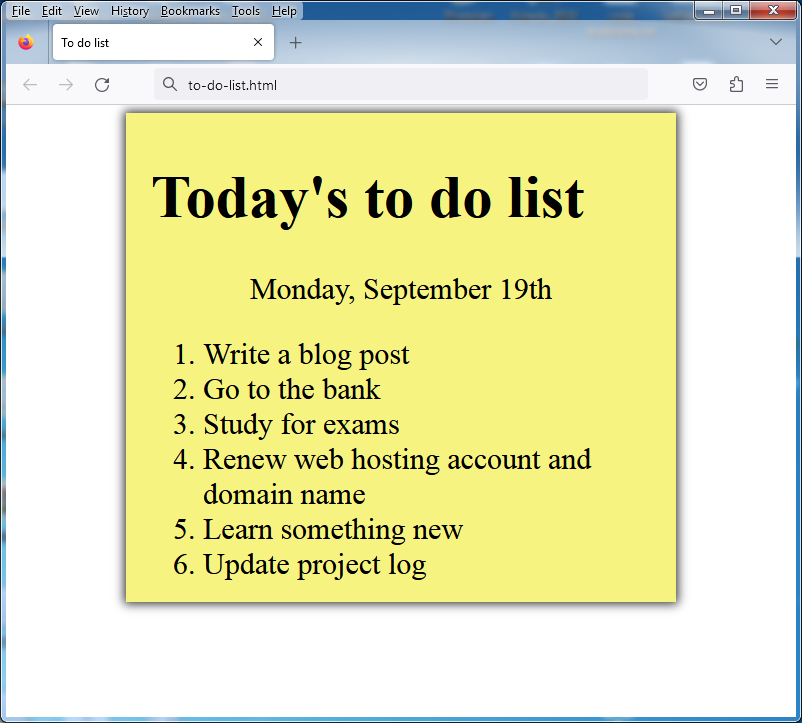 File Edit View History Bookmarks Tools Help
To do list
to-do-list.html
Today's to do list
Monday, September 19th
1. Write a blog post
2. Go to the bank
3. Study for exams
4. Renew web hosting account and
domain name
5. Learn something new
6. Update project log